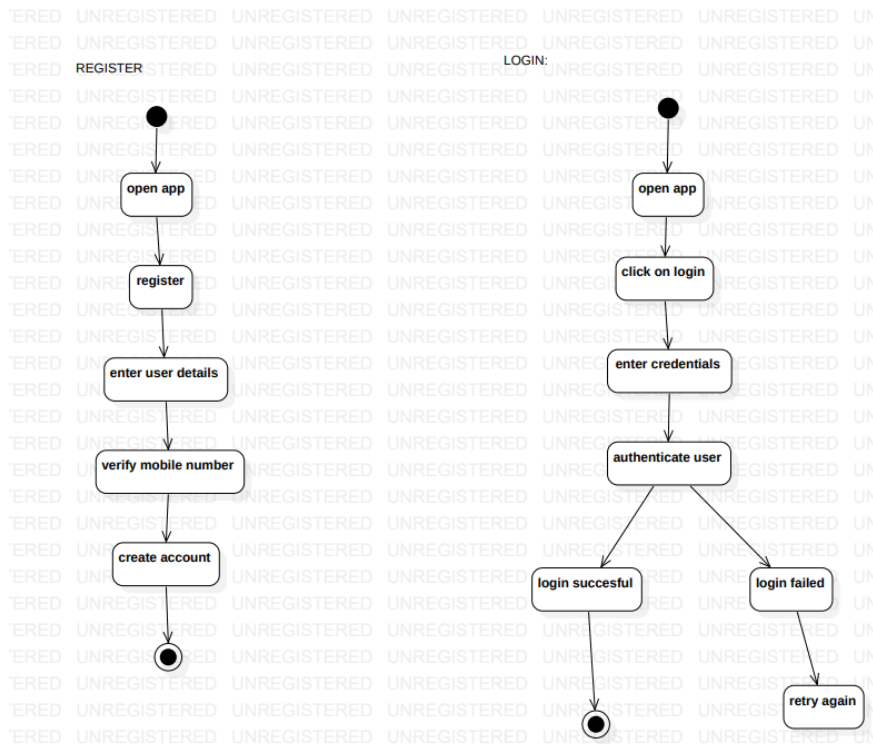 REGISTER
open app
register
enter user details
verify mobile number
create account
LOGIN:
open app
click on login
enter credentials
authenticate user
login succesful
login failed
retry again
UNREGISTERED